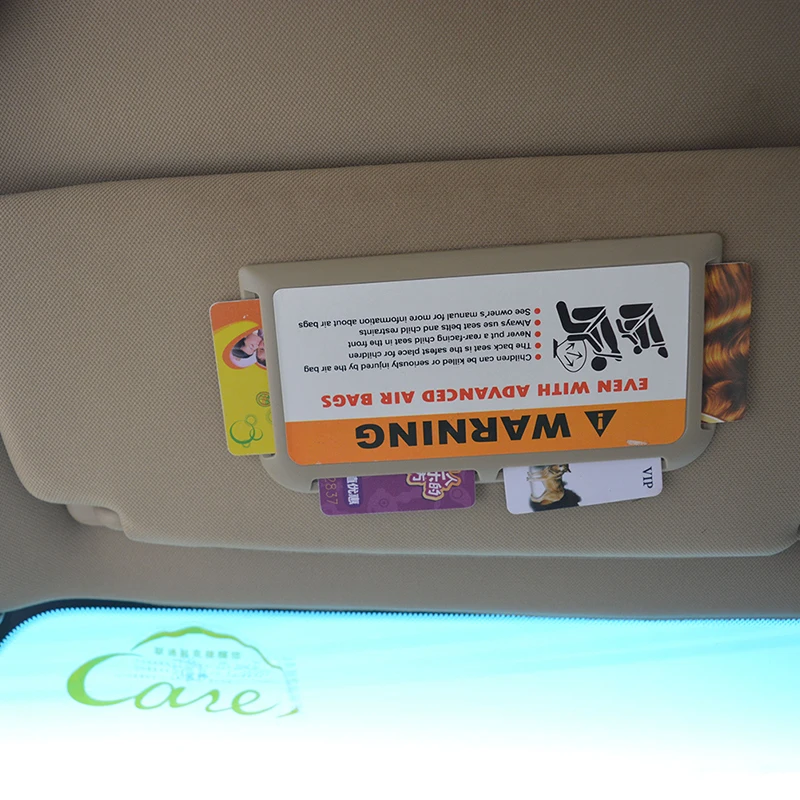 WARNING
EVEN WITH ADVANCED AIR BAGS
Children can be killed or seriously injured by the air bag
The back seat is the safest place for children
Never put a rear-facing child seat in the front
Always use seat belts and child restraints
See owner's manual for more information about air bags
VIP
2837
Care